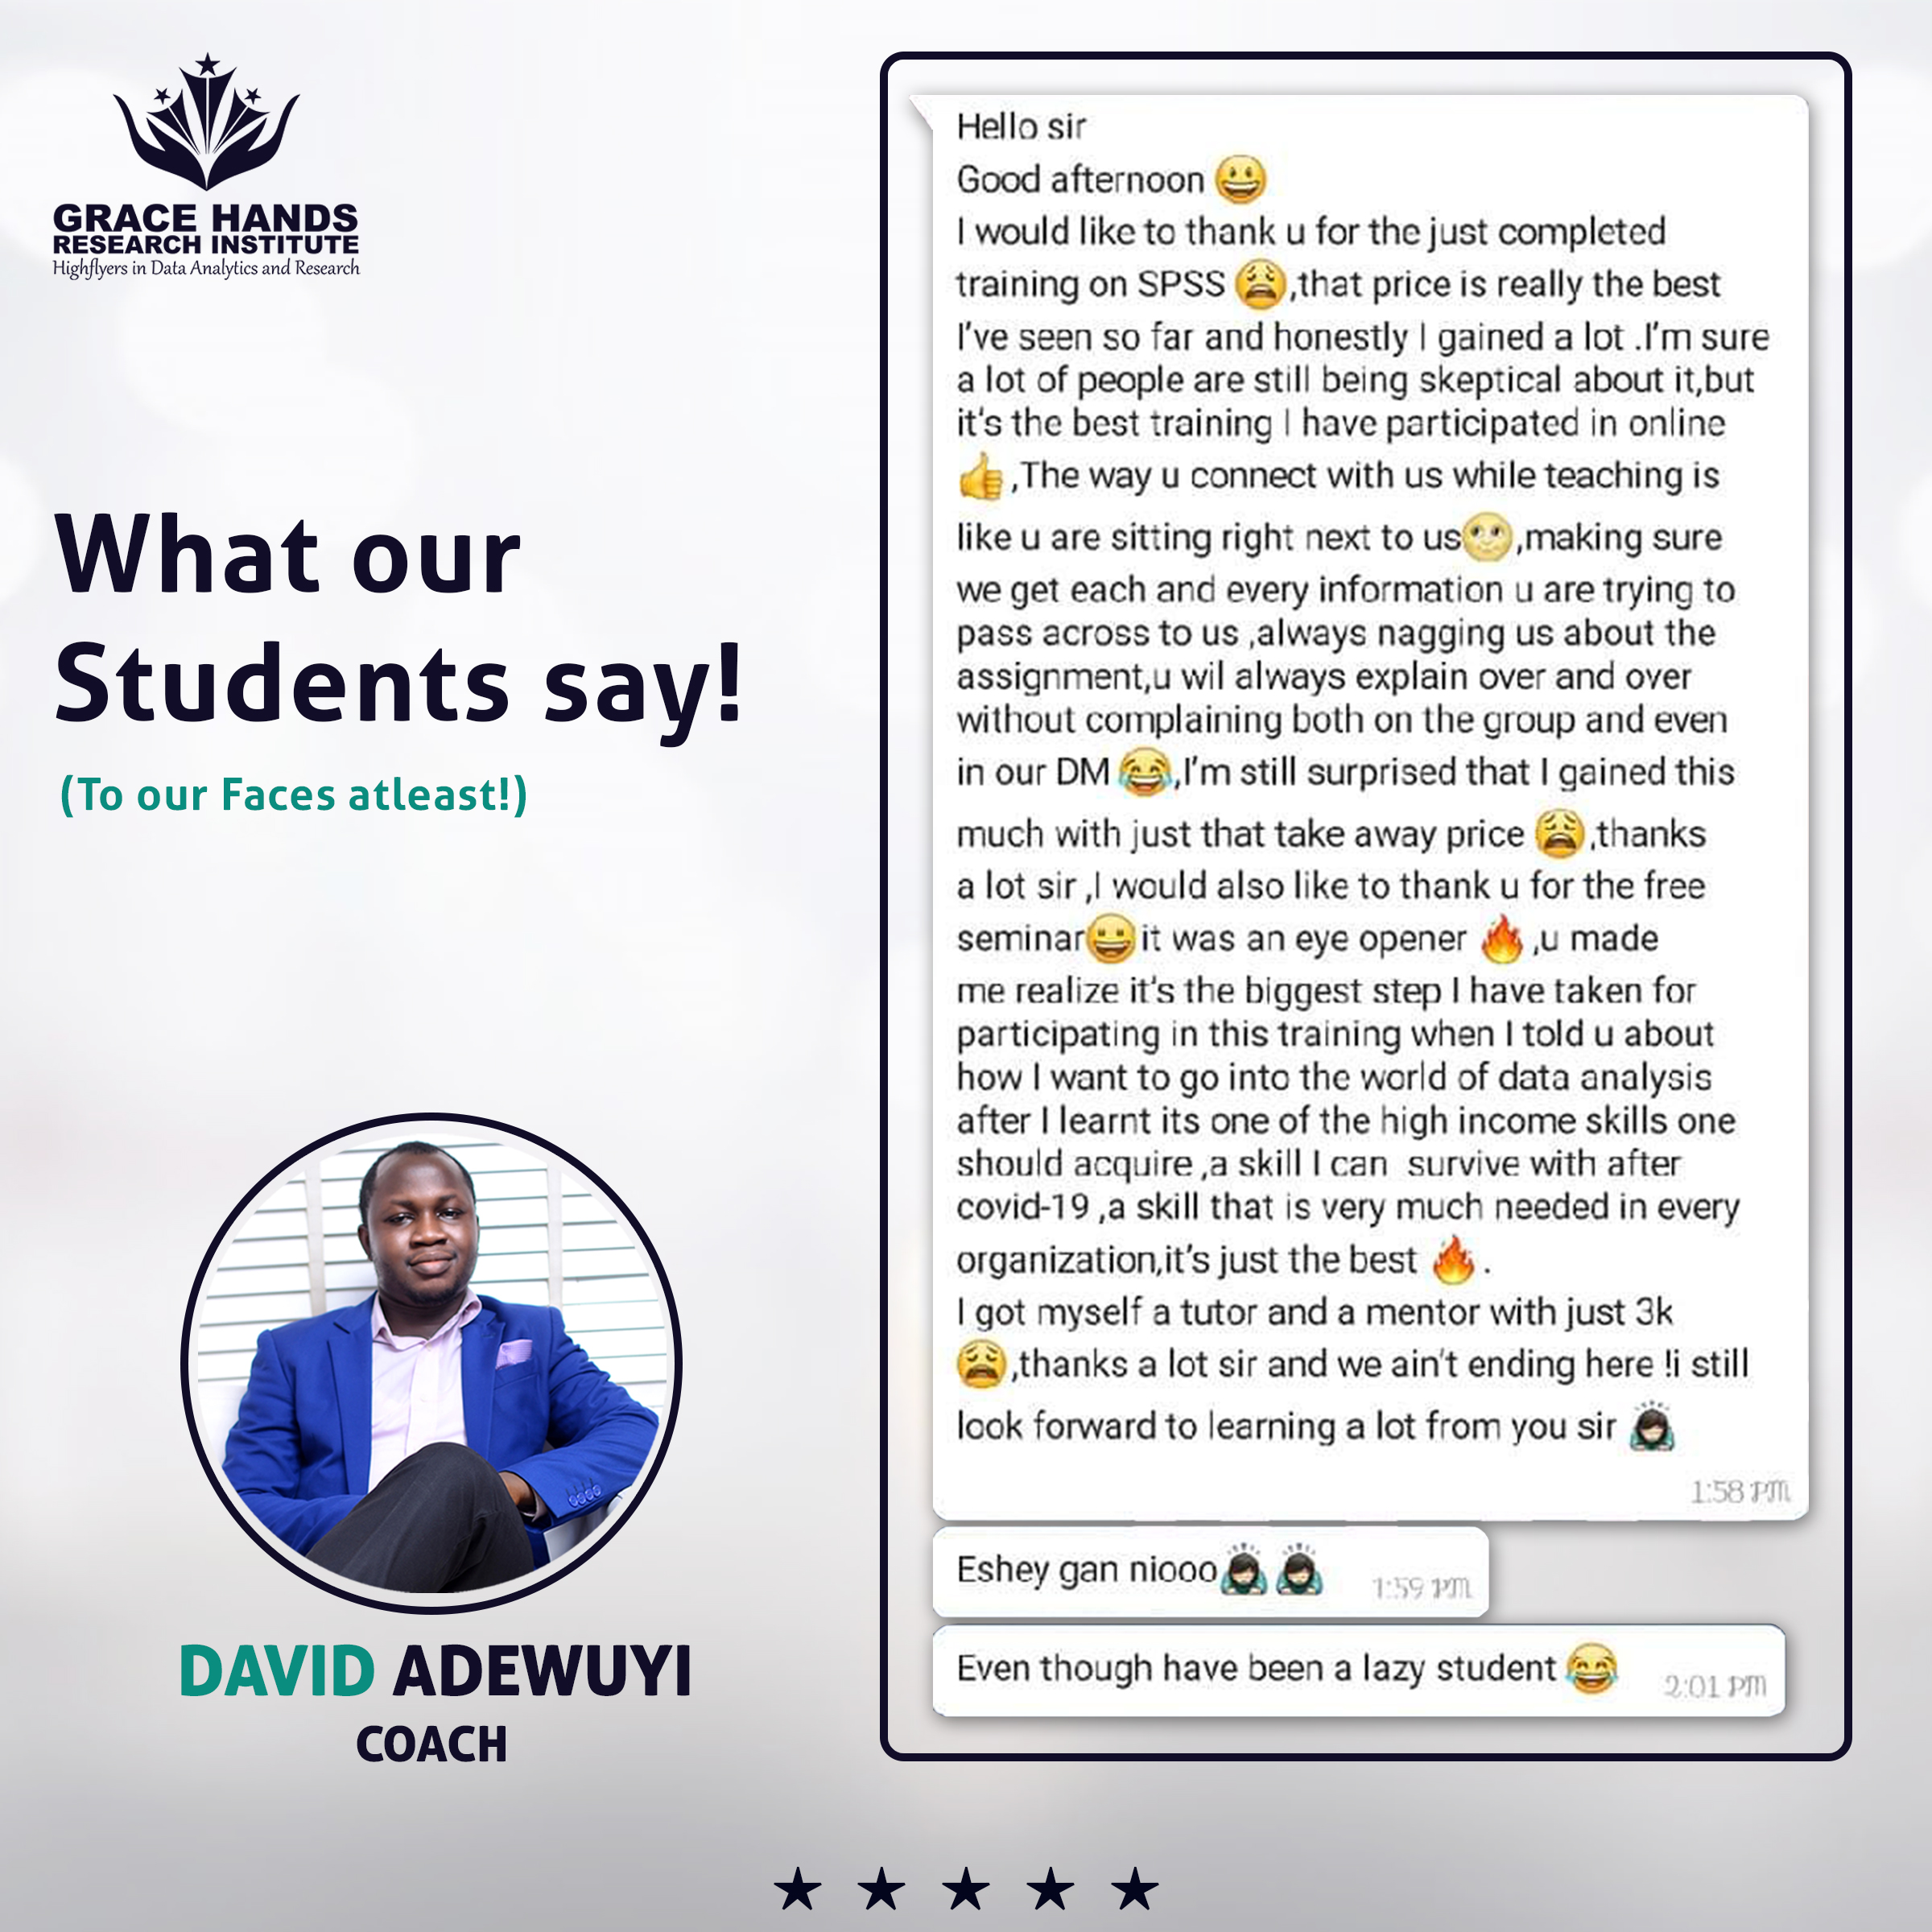 GRACE HANDS
RESEARCH INSTITUTE
Highflyers in Data Analytics and Research
What our
Students say!
(To our Faces atleast!)
DAVID ADEWUYI
COACH
Hello sir
Good afternoon 😀
I would like to thank u for the just completed
training on SPSS 😩,that price is really the best
I've seen so far and honestly I gained a lot .I'm sure
a lot of people are still being skeptical about it,but
it's the best training I have participated in online
👍,The way u connect with us while teaching is
like u are sitting right next to us🌝,making sure
we get each and every information u are trying to
pass across to us ,always nagging us about the
assignment,u wil always explain over and over
without complaining both on the group and even
in our DM 😂,I'm still surprised that I gained this
much with just that take away price 😩,thanks
a lot sir ,I would also like to thank u for the free
seminar😀it was an eye opener 🔥,u made
me realize it's the biggest step I have taken for
participating in this training when I told u about
how I want to go into the world of data analysis
after I learnt its one of the high income skills one
should acquire ,a skill I can  survive with after
covid-19 ,a skill that is very much needed in every
organization,it's just the best 🔥.
I got myself a tutor and a mentor with just 3k
😩,thanks a lot sir and we ain't ending here !i still
look forward to learning a lot from you sir 🙇
1:58 PM
Eshey gan niooo🙇🙇 1:59 PM
Even though have been a lazy student 😂 2:01 PM